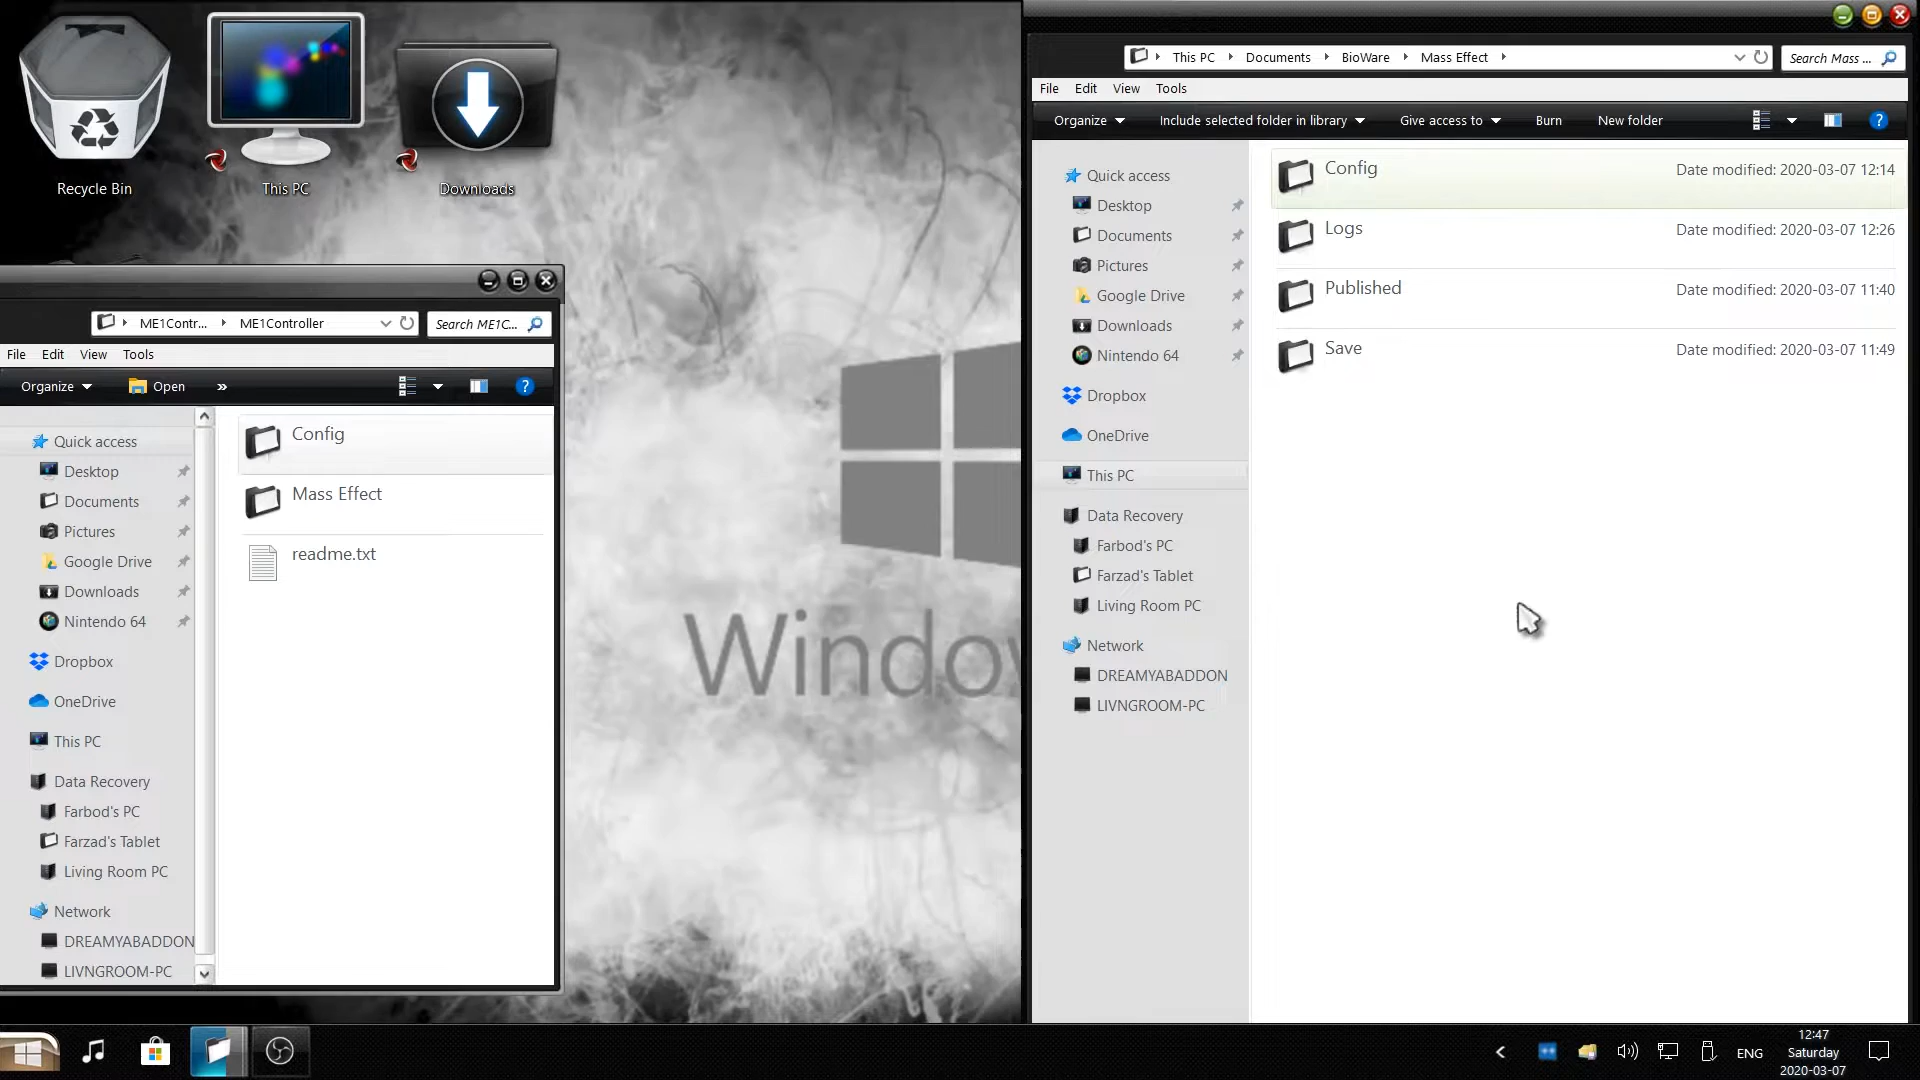 Recycle Bin
This PC
Downloads
Windo
ME1Contr...
ME1Controller
Search ME1C...
File
Edit
View
Tools
Organize
Open
»
Quick access
Desktop
Documents
Pictures
Google Drive
Downloads
Nintendo 64
Dropbox
OneDrive
This PC
Data Recovery
Farbod's PC
Farzad's Tablet
Living Room PC
Network
DREAMYABADDON
LIVNGROOM-PC
Config
Mass Effect
readme.txt
This PC
Documents
BioWare
Mass Effect
Search Mass ...
File
Edit
View
Tools
Organize
Include selected folder in library
Give access to
Burn
New folder
Quick access
Desktop
Documents
Pictures
Google Drive
Downloads
Nintendo 64
Dropbox
OneDrive
This PC
Data Recovery
Farbod's PC
Farzad's Tablet
Living Room PC
Network
DREAMYABADDON
LIVNGROOM-PC
Config
Date modified: 2020-03-07 12:14
Logs
Date modified: 2020-03-07 12:26
Published
Date modified: 2020-03-07 11:40
Save
Date modified: 2020-03-07 11:49
ENG
12:47
Saturday
2020-03-07